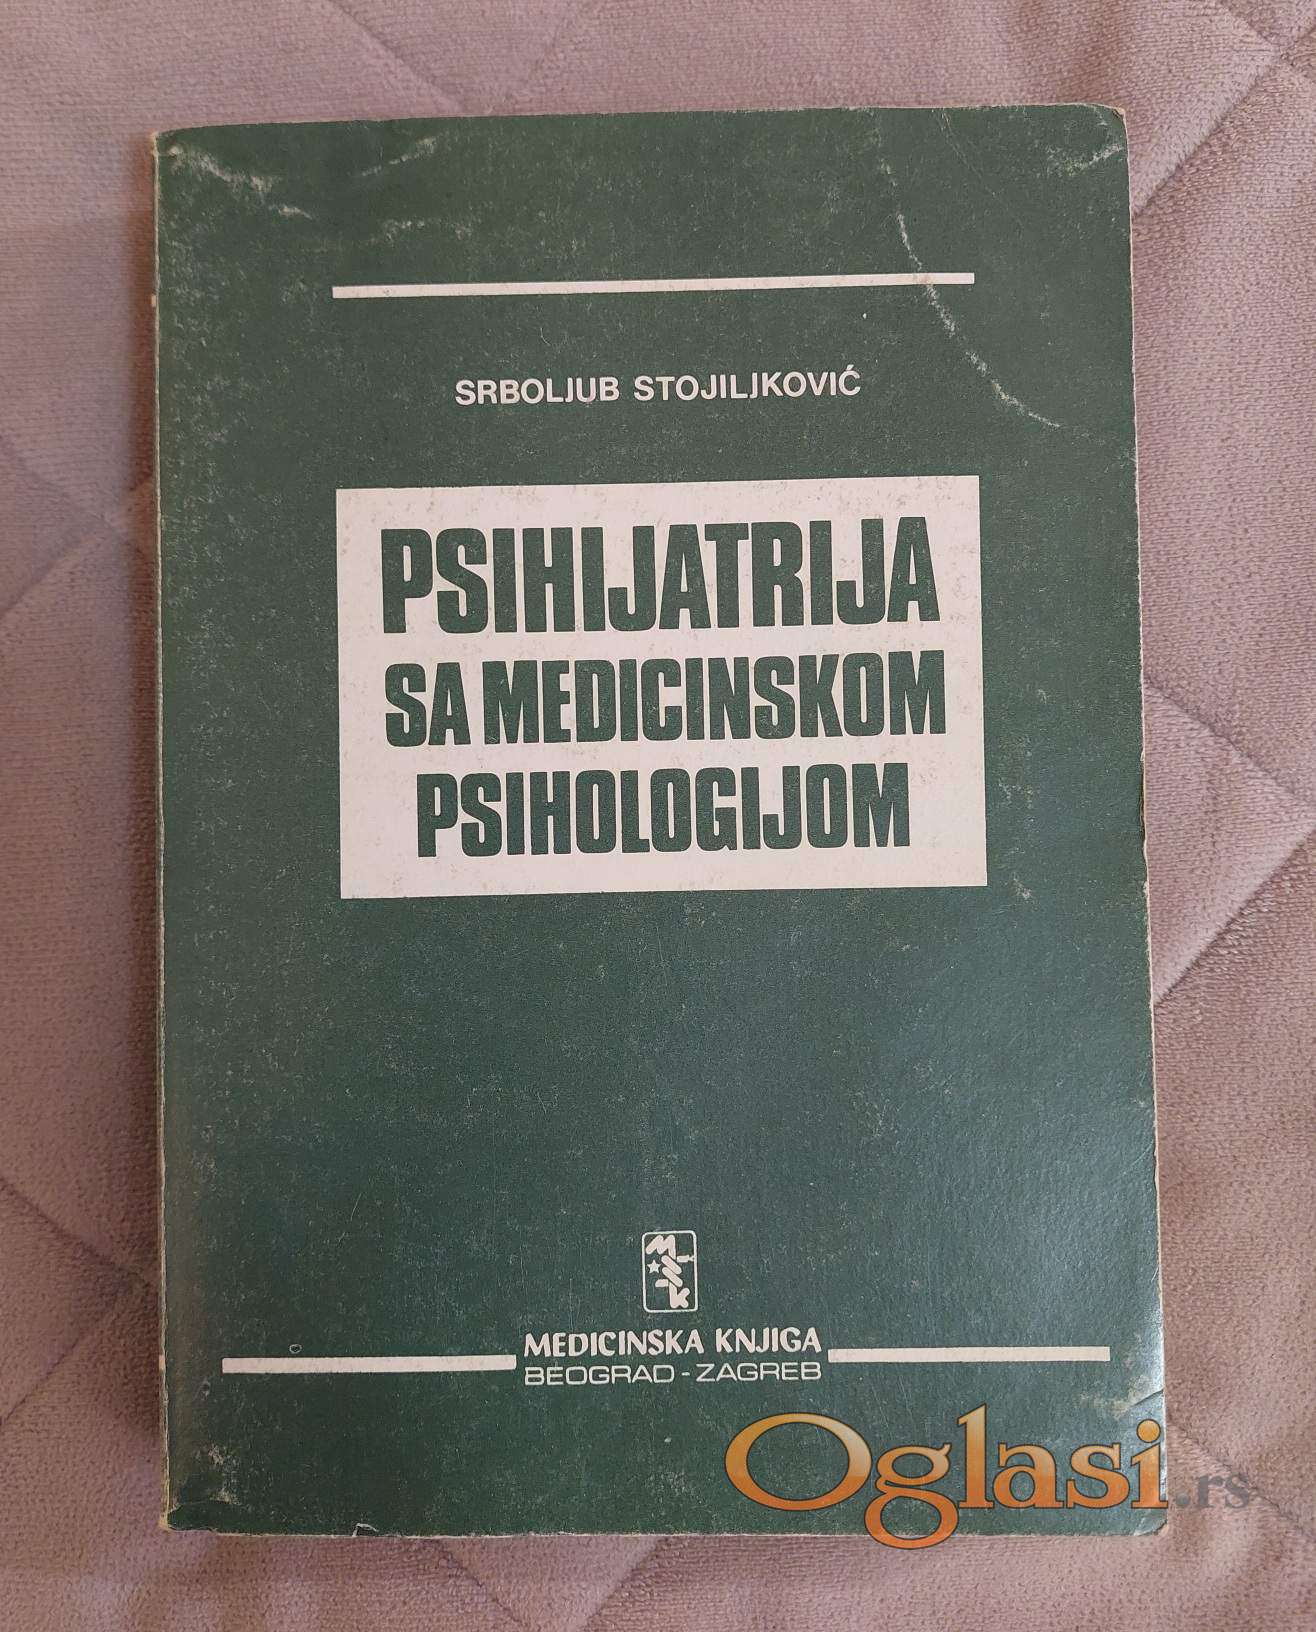 SRBOLJUB STOJILJKOVIĆ
PSIHIJATRIJA
SA MEDICINSKOM
PSIHOLOGIJOM
M
K
MEDICINSKA KNJIGA
BEOGRAD - ZAGREB
Oglasi.rs